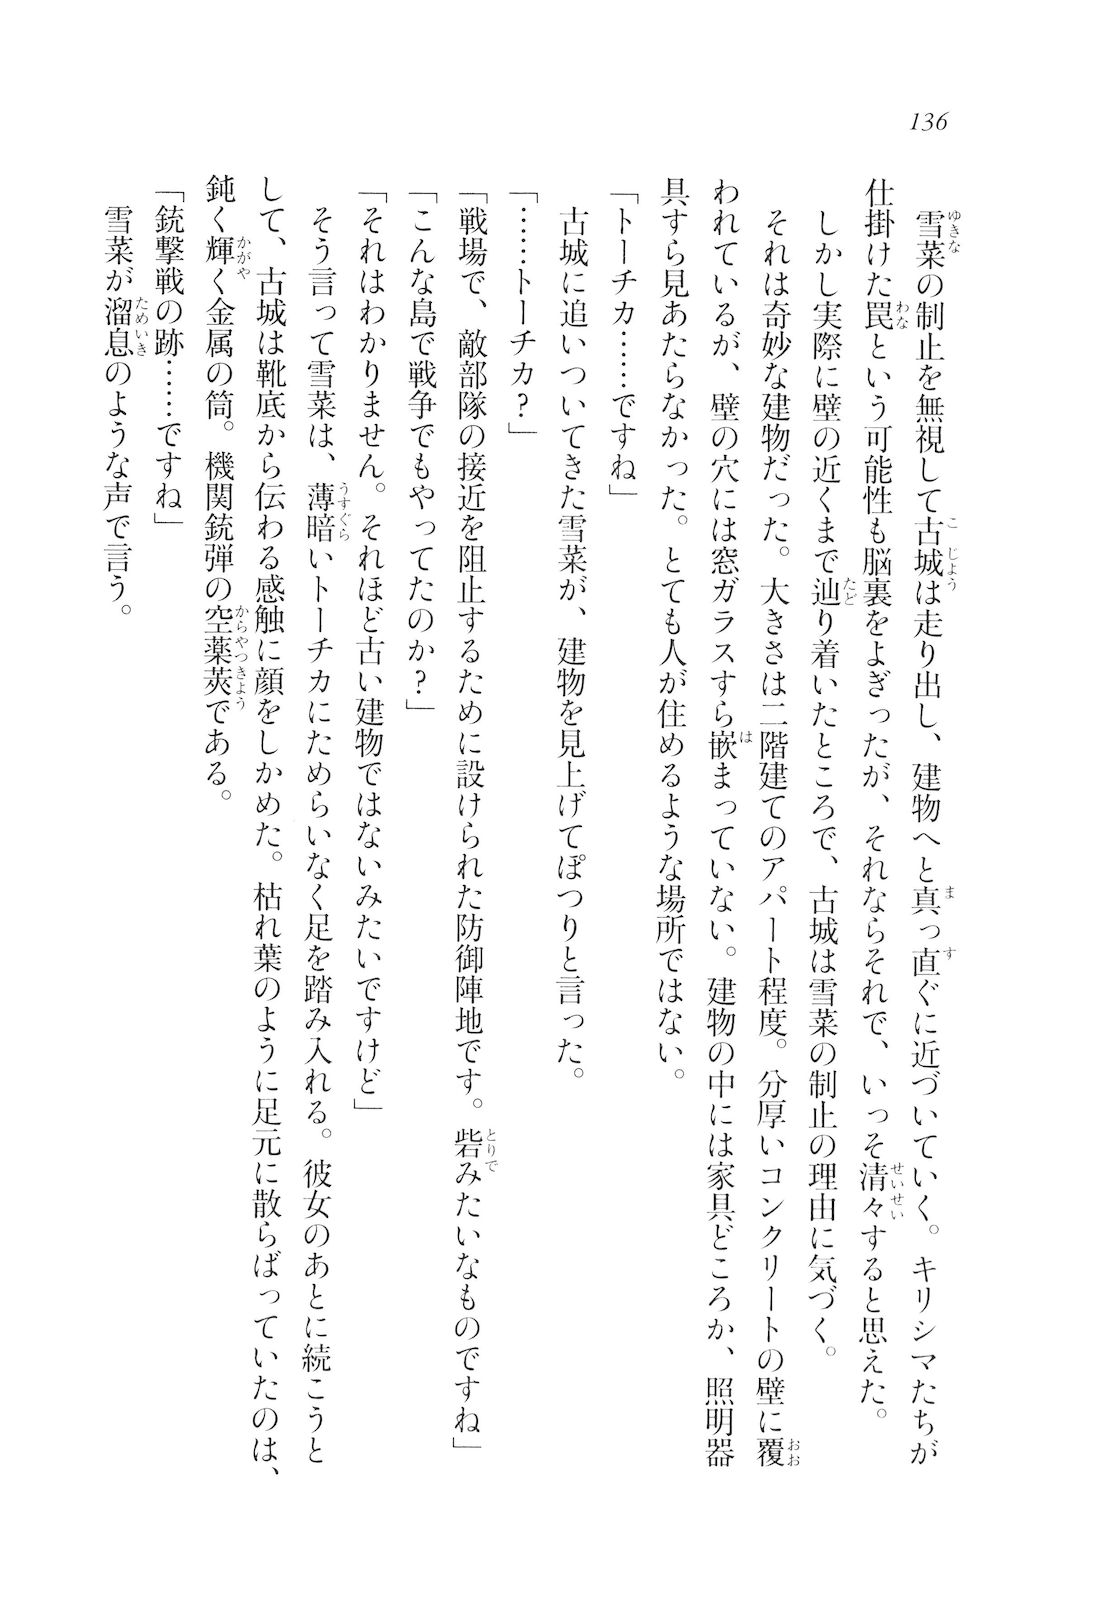 136
雪菜の制止を無視して古城は走り出し、建物へと真っ直ぐに近づいていく。キリシマたちが
仕掛けた罠という可能性も脳裏をよぎったが、それならそれで、いっそ清々すると思えた。
しかし実際に壁の近くまで辿り着いたところで、古城は雪菜の制止の理由に気づく。
それは奇妙な建物だった。大きさは二階建てのアパート程度。分厚いコンクリートの壁に覆
われているが、壁の穴には窓ガラスすら嵌まっていない。建物の中には家具どころか、照明器
具すら見あたらなかった。とても人が住めるような場所ではない。
「トーチカ……ですね」
古城に追いついてきた雪菜が、建物を見上げてぽつりと言った。
「……トーチカ？」
「戦場で、敵部隊の接近を阻止するために設けられた防御陣地です。砦みたいなものですね」
「こんな島で戦争でもやってたのか？」
「それはわかりません。それほど古い建物ではないみたいですけど」
そう言って雪菜は、薄暗いトーチカにためらいなく足を踏み入れる。彼女のあとに続こうと
して、古城は靴底から伝わる感触に顔をしかめた。枯れ葉のように足元に散らばっていたのは、
鈍く輝く金属の筒。機関銃弾の空薬莢である。
「銃撃戦の跡……ですね」
雪菜が溜息のような声で言う。